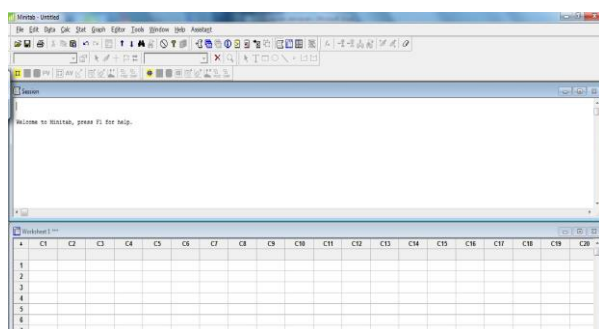 Minitab - Untitled
File Edit Data Calc Stat Graph Editor Tools Window Help Assistant
Session
Welcome to Minitab, press F1 for help.
Worksheet 1 ***
C1 C2 C3 C4 C5 C6 C7 C8 C9 C10 C11 C12 C13 C14 C15 C16 C17 C18 C19 C20
1
2
3
4
5
6